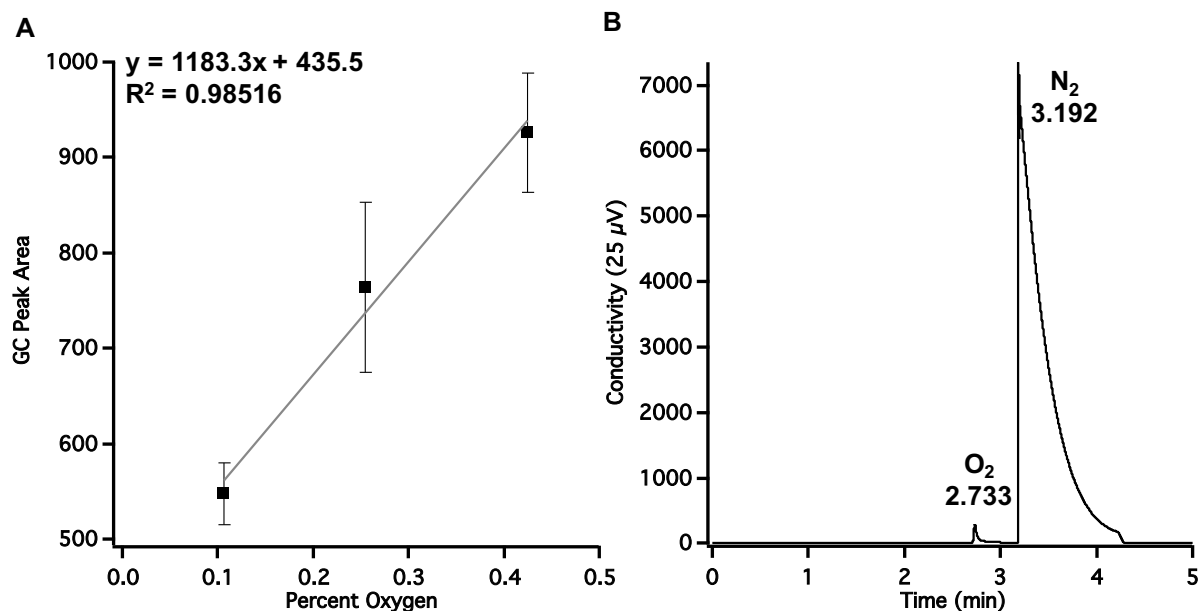 A
y = 1183.3x + 435.5
R² = 0.98516
1000
900
800
700
600
500
GC Peak Area
0.0 0.1 0.2 0.3 0.4 0.5
Percent Oxygen
B
N₂
3.192
O₂
2.733
7000
6000
5000
4000
3000
2000
1000
0
Conductivity (25 µV)
0 1 2 3 4 5
Time (min)